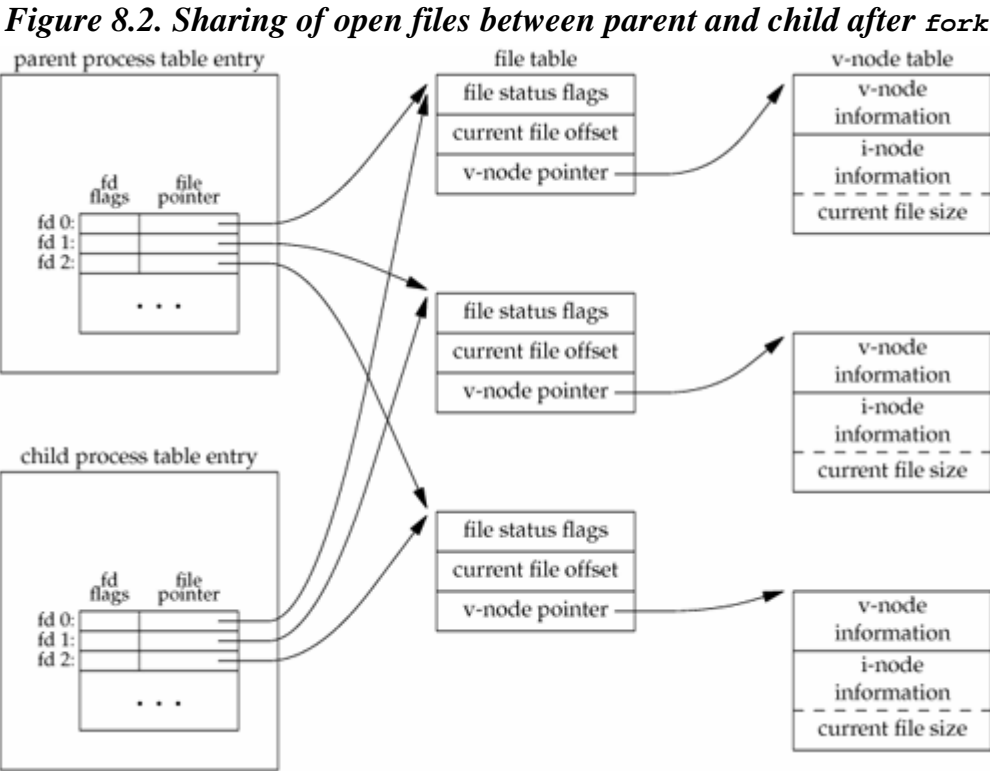 Figure 8.2. Sharing of open files between parent and child after fork
parent process table entry
fd
flags
file
pointer
fd 0:
fd 1:
fd 2:
. . .
child process table entry
fd
flags
file
pointer
fd 0:
fd 1:
fd 2:
. . .
file table
file status flags
current file offset
v-node pointer
file status flags
current file offset
v-node pointer
file status flags
current file offset
v-node pointer
v-node table
v-node
information
i-node
information
current file size
v-node
information
i-node
information
current file size
v-node
information
i-node
information
current file size